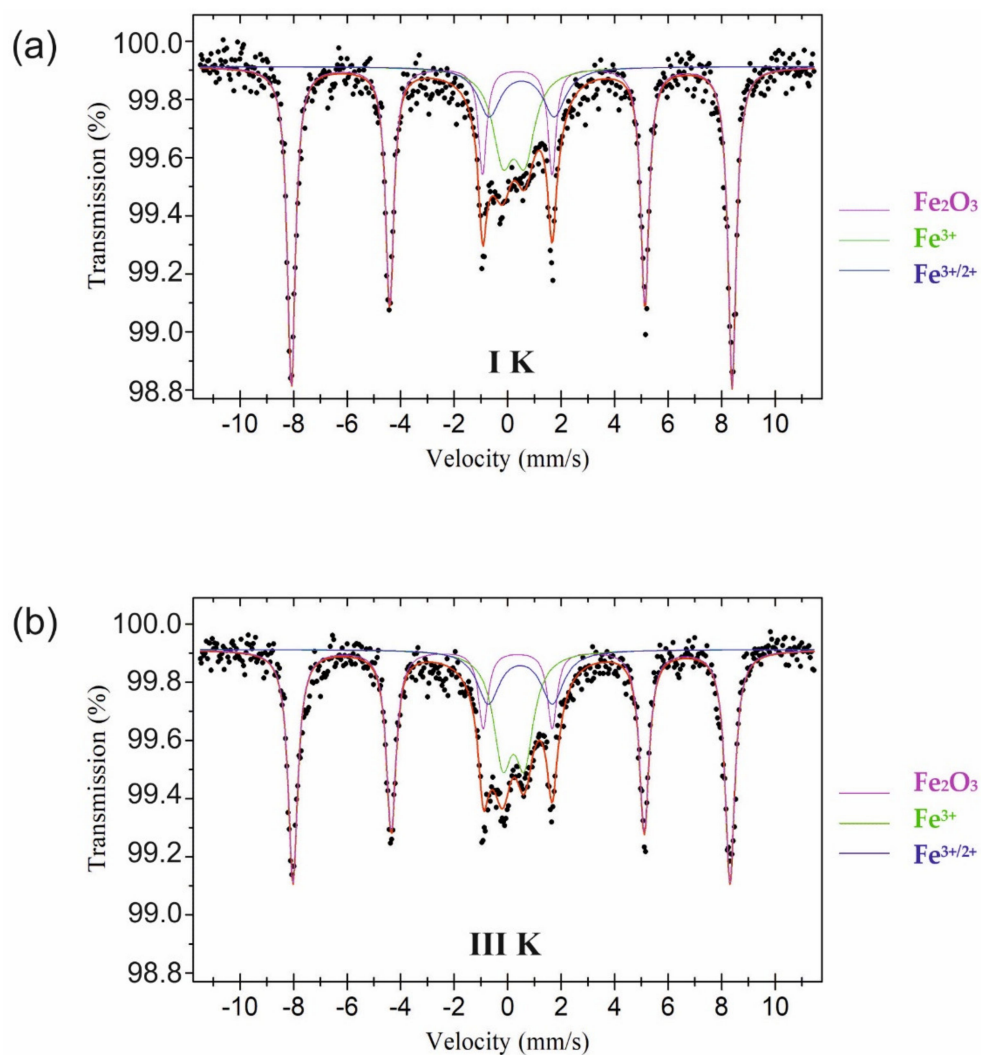 (a)
100.0
99.8
99.6
99.4
99.2
99.0
98.8
Transmission (%)
I K
-10 -8 -6 -4 -2 0 2 4 6 8 10
Velocity (mm/s)
Fe₂O₃
Fe³⁺
Fe³⁺/²⁺
(b)
100.0
99.8
99.6
99.4
99.2
99.0
98.8
Transmission (%)
III K
-10 -8 -6 -4 -2 0 2 4 6 8 10
Velocity (mm/s)
Fe₂O₃
Fe³⁺
Fe³⁺/²⁺